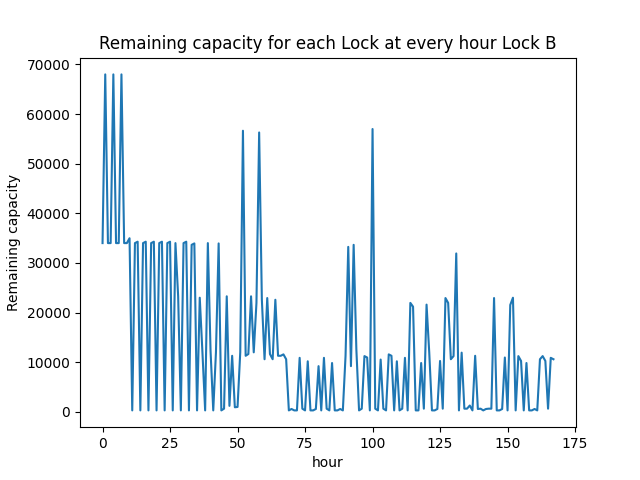 Remaining capacity for each Lock at every hour Lock B
70000
60000
50000
40000
30000
20000
10000
0
Remaining capacity
0 25 50 75 100 125 150 175
hour